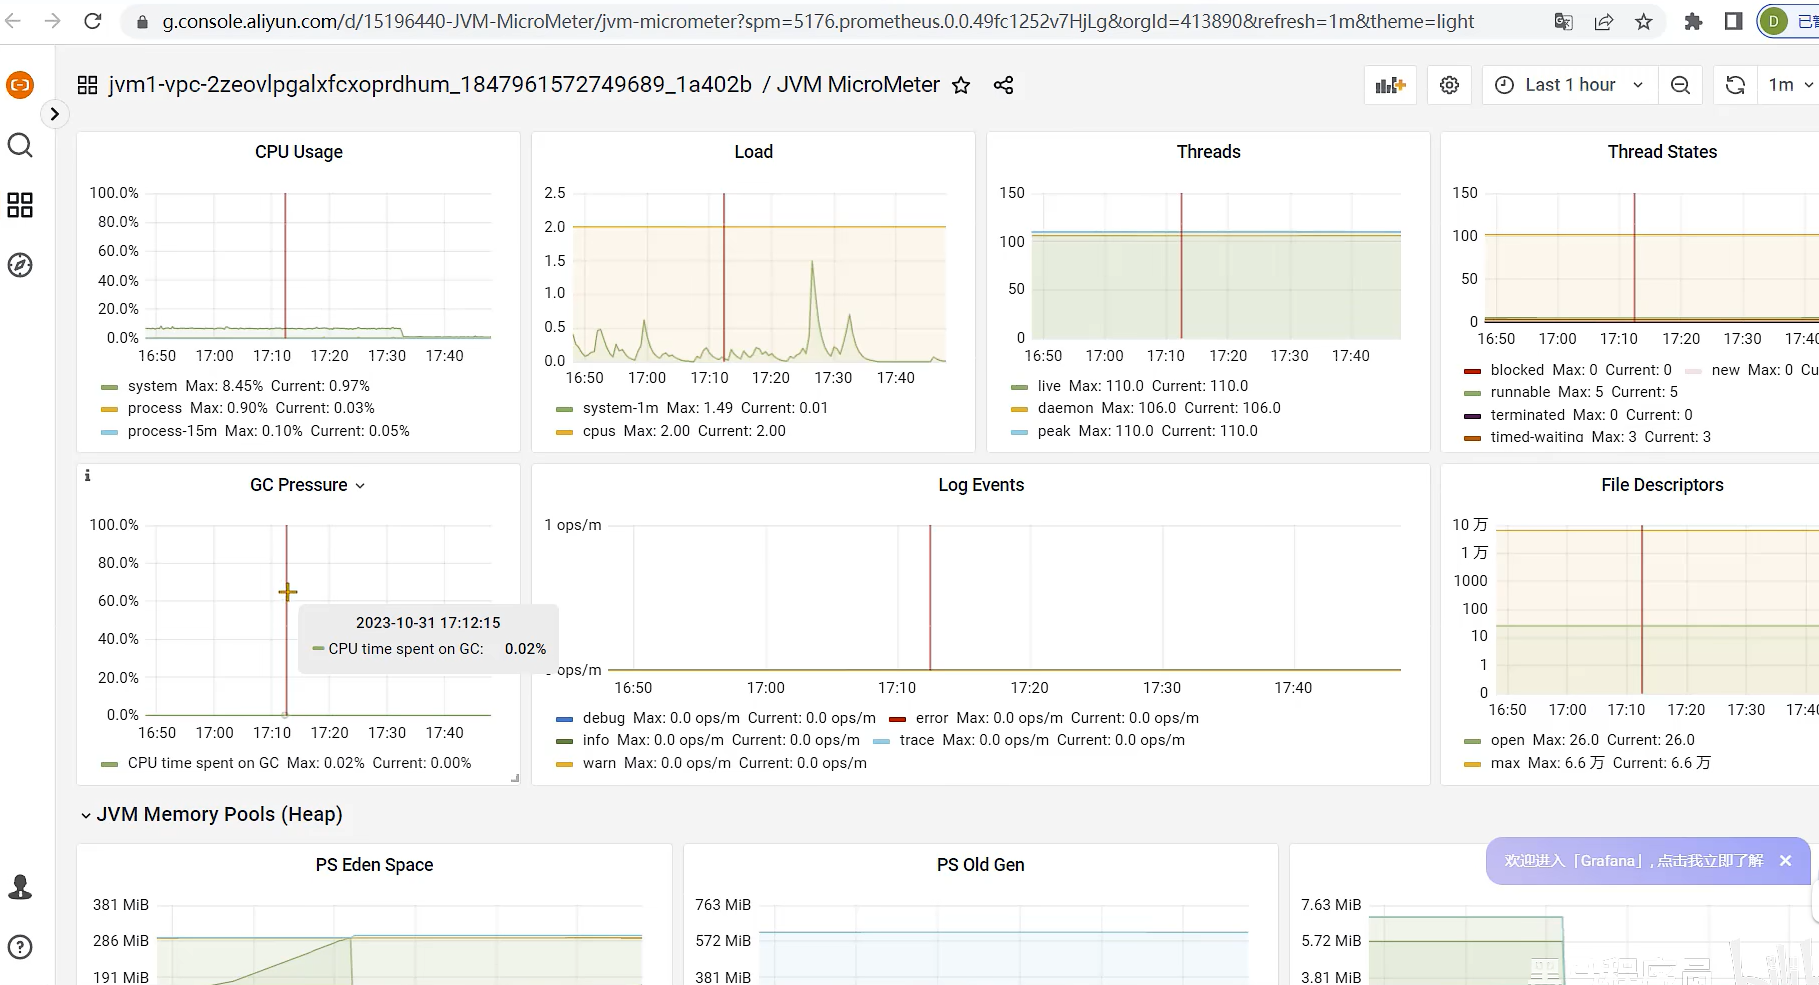 g.console.aliyun.com/d/15196440-JVM-MicroMeter/jvm-micrometer?spm=5176.prometheus.0.0.49fc1252v7HjLg&orgId=413890&refresh=1m&theme=light
D
jvm1-vpc-2zeovlpgalxfcxoprdhum_1847961572749689_1a402b / JVM MicroMeter
Last 1 hour
1m
CPU Usage
100.0%
80.0%
60.0%
40.0%
20.0%
0.0%
16:50 17:00 17:10 17:20 17:30 17:40
system Max: 8.45% Current: 0.97%
process Max: 0.90% Current: 0.03%
process-15m Max: 0.10% Current: 0.05%
Load
2.5
2.0
1.5
1.0
0.5
0.0
16:50 17:00 17:10 17:20 17:30 17:40
system-1m Max: 1.49 Current: 0.01
cpus Max: 2.00 Current: 2.00
Threads
150
100
50
0
16:50 17:00 17:10 17:20 17:30 17:40
live Max: 110.0 Current: 110.0
daemon Max: 106.0 Current: 106.0
peak Max: 110.0 Current: 110.0
Thread States
150
100
50
0
16:50 17:00 17:10 17:20 17:30 17:40
blocked Max: 0 Current: 0 new Max: 0 Cu
runnable Max: 5 Current: 5
terminated Max: 0 Current: 0
timed-waiting Max: 3 Current: 3
GC Pressure
100.0%
80.0%
60.0%
40.0%
20.0%
0.0%
2023-10-31 17:12:15
CPU time spent on GC: 0.02%
16:50 17:00 17:10 17:20 17:30 17:40
CPU time spent on GC Max: 0.02% Current: 0.00%
Log Events
1 ops/m
ops/m
16:50 17:00 17:10 17:20 17:30 17:40
debug Max: 0.0 ops/m Current: 0.0 ops/m error Max: 0.0 ops/m Current: 0.0 ops/m
info Max: 0.0 ops/m Current: 0.0 ops/m trace Max: 0.0 ops/m Current: 0.0 ops/m
warn Max: 0.0 ops/m Current: 0.0 ops/m
File Descriptors
10 万
1 万
1000
100
10
1
0
16:50 17:00 17:10 17:20 17:30 17:40
open Max: 26.0 Current: 26.0
max Max: 6.6 万 Current: 6.6 万
JVM Memory Pools (Heap)
PS Eden Space
381 MiB
286 MiB
191 MiB
PS Old Gen
763 MiB
572 MiB
381 MiB
7.63 MiB
5.72 MiB
3.81 MiB
欢迎进入「Grafana」, 点击我立即了解